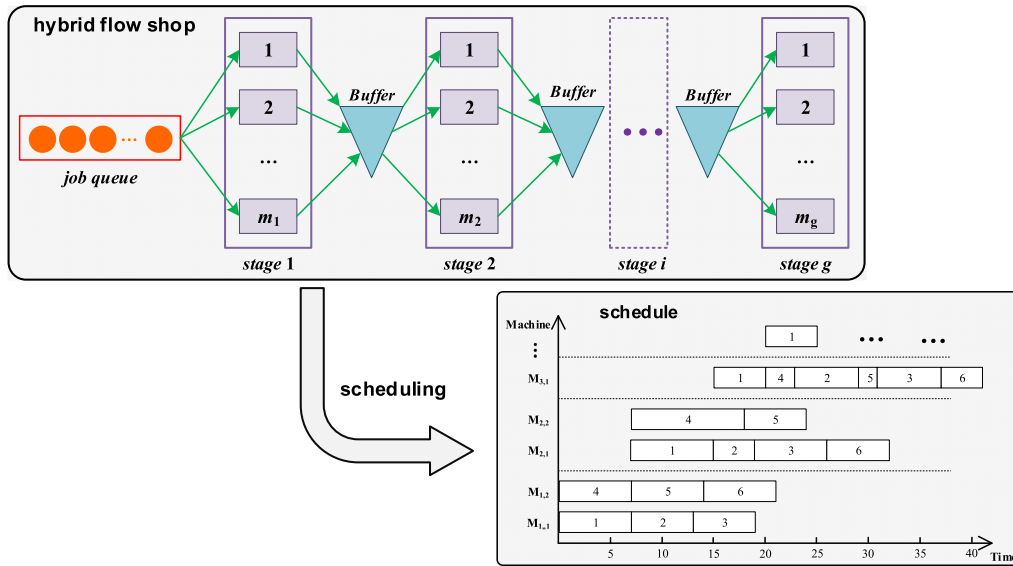 hybrid flow shop
1 1 1
2 Buffer 2 Buffer Buffer 2
... ... ... ...
job queue
m1 m2 mg
stage 1 stage 2 stage i stage g
scheduling
schedule
Machine
1
M3,1 1 4 2 5 3 6
M2,2 4 5
M2,1 1 2 3 6
M1,2 4 5 6
M1,,1 1 2 3
5 10 15 20 25 30 35 40 Time